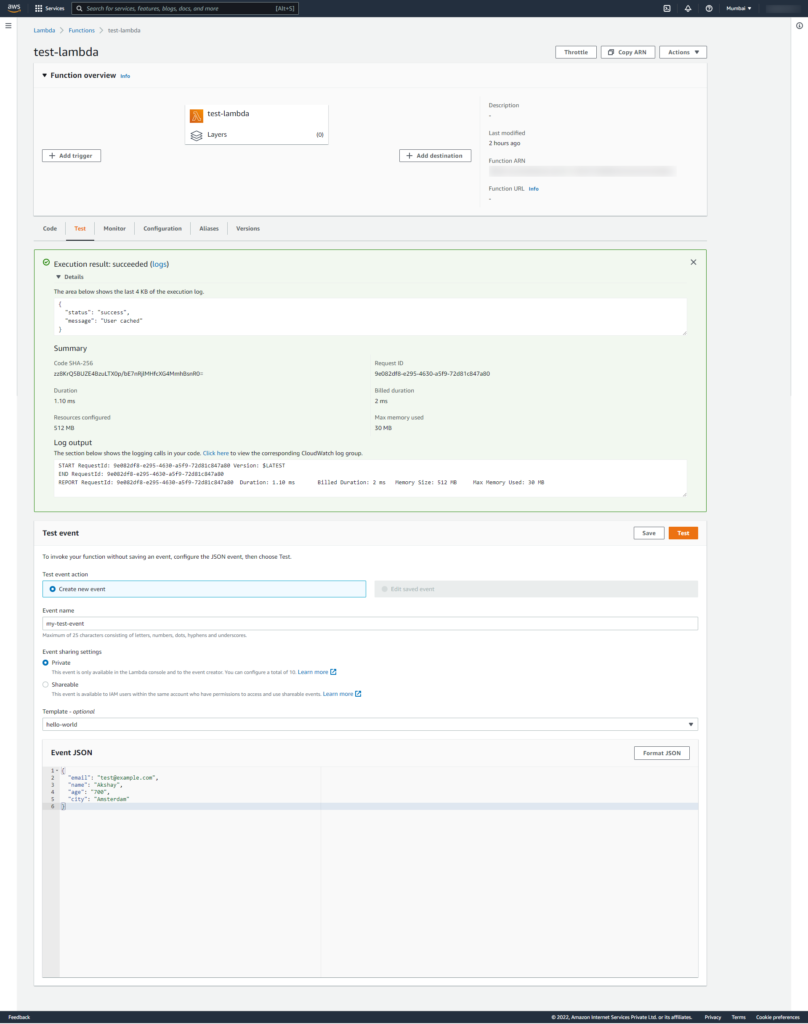 aws
Services
Search for services, features, blogs, docs, and more
[Alt+S]
Mumbai
Lambda
Functions
test-lambda
test-lambda
Throttle
Copy ARN
Actions
Function overview Info
test-lambda
Layers
(0)
+ Add trigger
+ Add destination
Description
-
Last modified
2 hours ago
Function ARN
Function URL Info
-
Code
Test
Monitor
Configuration
Aliases
Versions
Execution result: succeeded (logs)
Details
The area below shows the last 4 KB of the execution log.
{
"status": "success",
"message": "User cached"
}
Summary
Code SHA-256
Request ID
9e082df8-e295-4630-a5f9-72d81c847a80
Duration
1.10 ms
Billed duration
2 ms
Resources configured
512 MB
Max memory used
30 MB
Log output
The section below shows the logging calls in your code. Click here to view the corresponding CloudWatch log group.
START RequestId: 9e082df8-e295-4630-a5f9-72d81c847a80 Version: $LATEST
END RequestId: 9e082df8-e295-4630-a5f9-72d81c847a80
REPORT RequestId: 9e082df8-e295-4630-a5f9-72d81c847a80 Duration: 1.10 ms Billed Duration: 2 ms Memory Size: 512 MB Max Memory Used: 30 MB
Test event
Save
Test
To invoke your function without saving an event, configure the JSON event, then choose Test.
Test event action
Create new event
Edit saved event
Event name
my-test-event
Maximum of 25 characters consisting of letters, numbers, dots, hyphens and underscores.
Event sharing settings
Private
This event is only available in the Lambda console and to the event creator. You can configure a total of 10. Learn more
Shareable
This event is available to IAM users within the same account who have permissions to access and use shareable events. Learn more
Template - optional
hello-world
Event JSON
Format JSON
1 {
2 "email": "test@example.com",
3 "name": "Akshay",
4 "age": "700",
5 "city": "Amsterdam"
6 }
Feedback
© 2022, Amazon Internet Services Private Ltd. or its affiliates.
Privacy
Terms
Cookie preferences